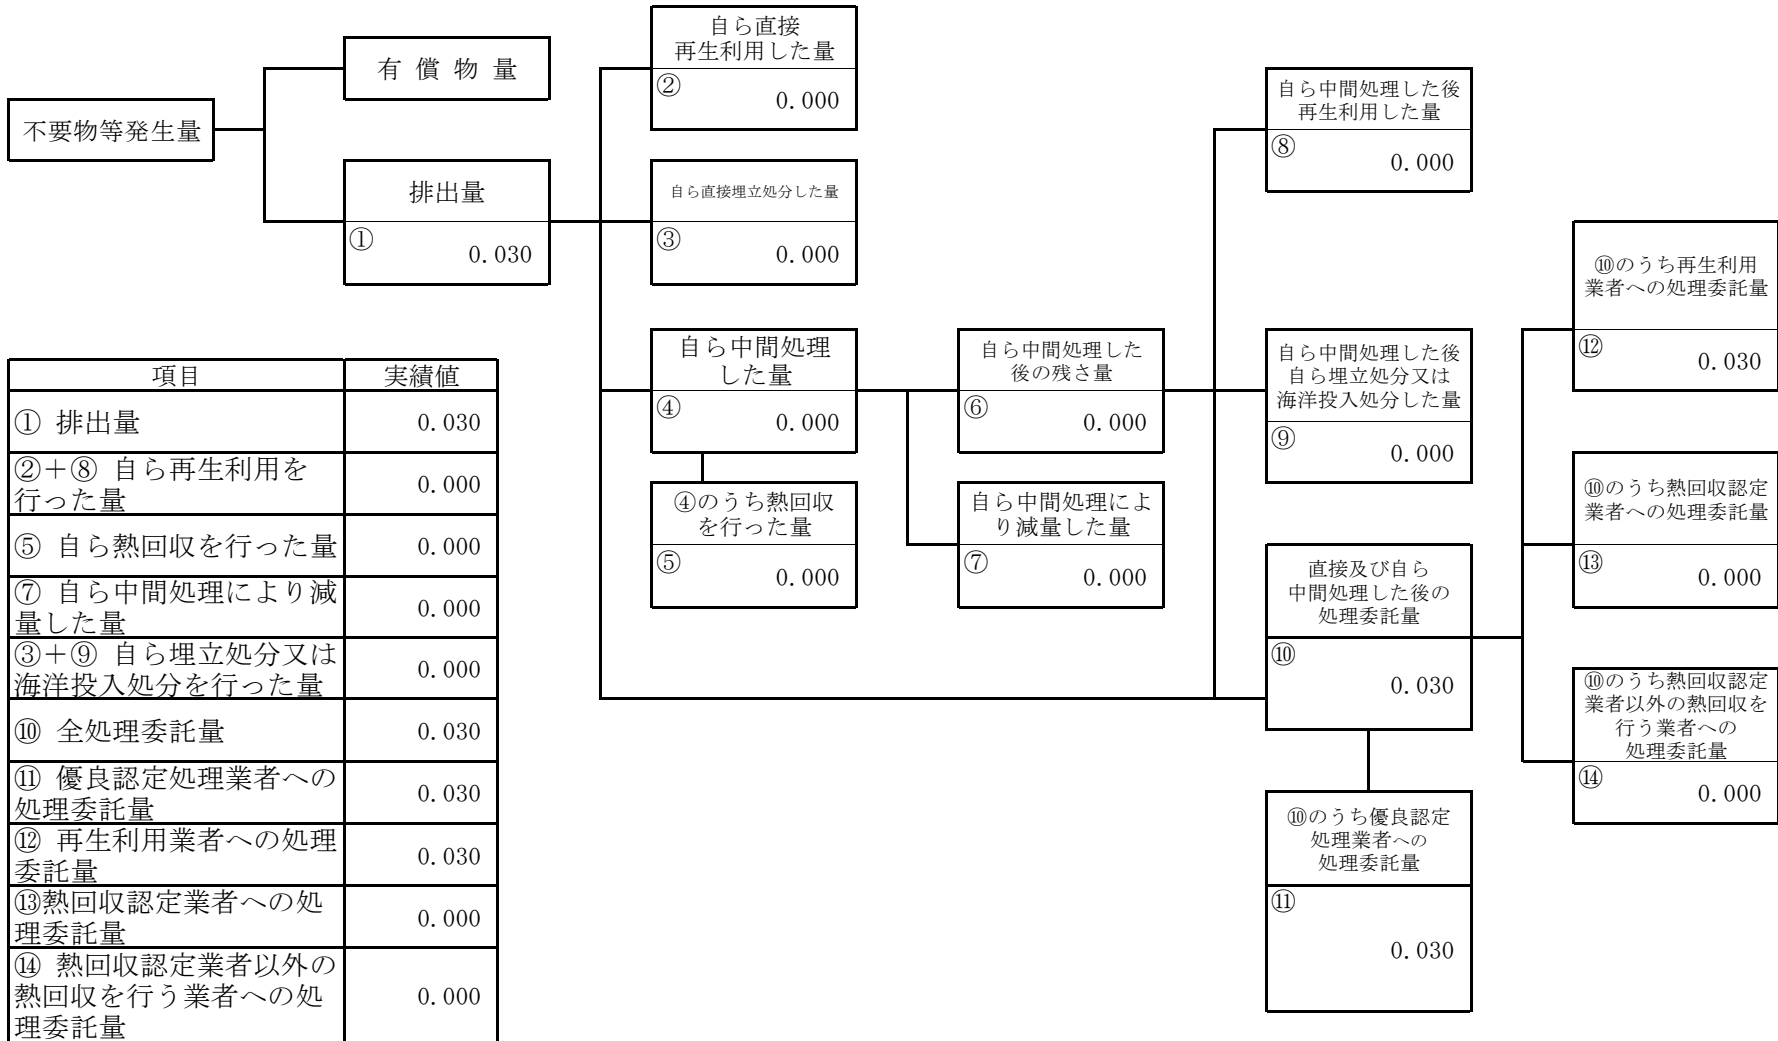 不要物等発生量
有 償 物 量
排出量
①
0.030
自ら直接
再生利用した量
②
0.000
自ら直接埋立処分した量
③
0.000
自ら中間処理
した量
④
0.000
④のうち熱回収
を行った量
⑤
0.000
自ら中間処理した
後の残さ量
⑥
0.000
自ら中間処理によ
り減量した量
⑦
0.000
自ら中間処理した後
再生利用した量
⑧
0.000
自ら中間処理した後
自ら埋立処分又は
海洋投入処分した量
⑨
0.000
直接及び自ら
中間処理した後の
処理委託量
⑩
0.030
⑩のうち優良認定
処理業者への
処理委託量
⑪
0.030
⑩のうち再生利用
業者への処理委託量
⑫
0.030
⑩のうち熱回収認定
業者への処理委託量
⑬
0.000
⑩のうち熱回収認定
業者以外の熱回収を
行う業者への
処理委託量
⑭
0.000
項目 実績値
① 排出量 0.030
②+⑧ 自ら再生利用を
行った量 0.000
⑤ 自ら熱回収を行った量 0.000
⑦ 自ら中間処理により減
量した量 0.000
③+⑨ 自ら埋立処分又は
海洋投入処分を行った量 0.000
⑩ 全処理委託量 0.030
⑪ 優良認定処理業者への
処理委託量 0.030
⑫ 再生利用業者への処理
委託量 0.030
⑬熱回収認定業者への処
理委託量 0.000
⑭ 熱回収認定業者以外の
熱回収を行う業者への処
理委託量 0.000